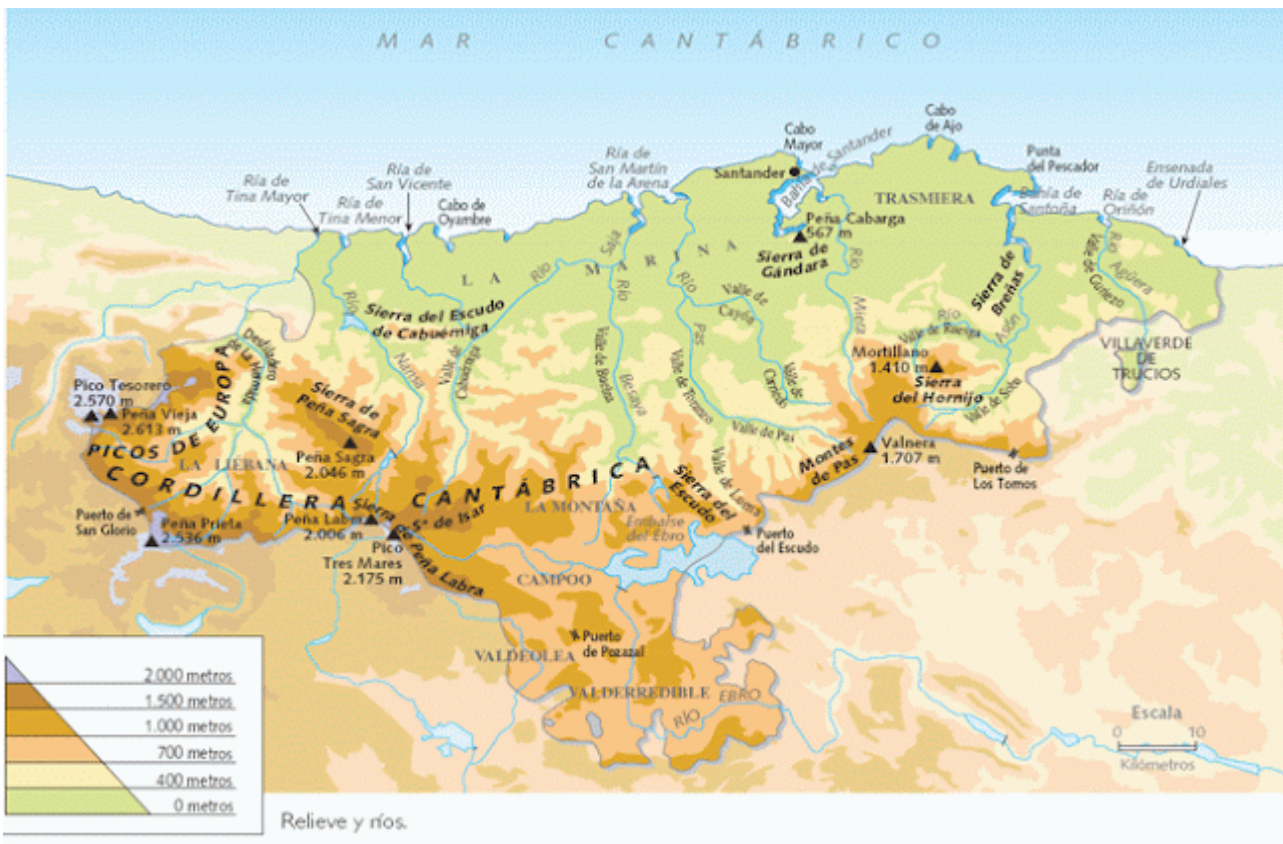 MAR CANTÁBRICO
Cabo
de Ajo
Cabo
Mayor
Bahía de Santander
Santander
Punta
del Pescador
Ensenada
de Urdiales
Ría de
San Martín
de la Arena
Ría de
San Vicente
Ría de
Tina Mayor
Ría de
Tina Menor
Cabo de
Oyambre
TRASMIERA
Bahía de
Santoña
Ría de
Oriñón
Peña Cabarga
567 m
Sierra de
Gándara
LA MARINA
Río Saja
Río Besaya
Río Pas
Río Miera
Río Nansa
Río Agüera
Valle de Guriezo
Sierra de
Breñas
Río Asón
Sierra del Escudo
de Cabuémiga
Valle de
Cabuérniga
Valle de Buelna
Valle de
Cayón
Valle de Toranzo
Valle de
Carriedo
Valle de Ruesga
VILLAVERDE
DE
TRUCIOS
Mortillano
1.410 m
Sierra
del Hornijo
Valle de Soba
Desfiladero
de la Hermida
Pico Tesorero
2.570 m
Peña Vieja
2.613 m
PICOS DE EUROPA
Sierra de
Peña Sagra
Peña Sagra
2.046 m
LA LIÉBANA
Valle de Pas
Valle de Luena
Montes
de Pas
Valnera
1.707 m
Puerto de
Los Tornos
CORDILLERA CANTÁBRICA
Puerto de
San Glorio
Peña Prieta
2.536 m
Peña Labra
2.006 m
Sierra de Peña Labra
Sª de Isar
Pico
Tres Mares
2.175 m
LA MONTAÑA
Sierra del
Escudo
Embalse
del Ebro
Puerto
del Escudo
CAMPOO
Puerto
de Pozazal
VALDEOLEA
VALDERREDIBLE
RÍO EBRO
2.000 metros
1.500 metros
1.000 metros
700 metros
400 metros
0 metros
Escala
0 10
Kilómetros
Relieve y ríos.